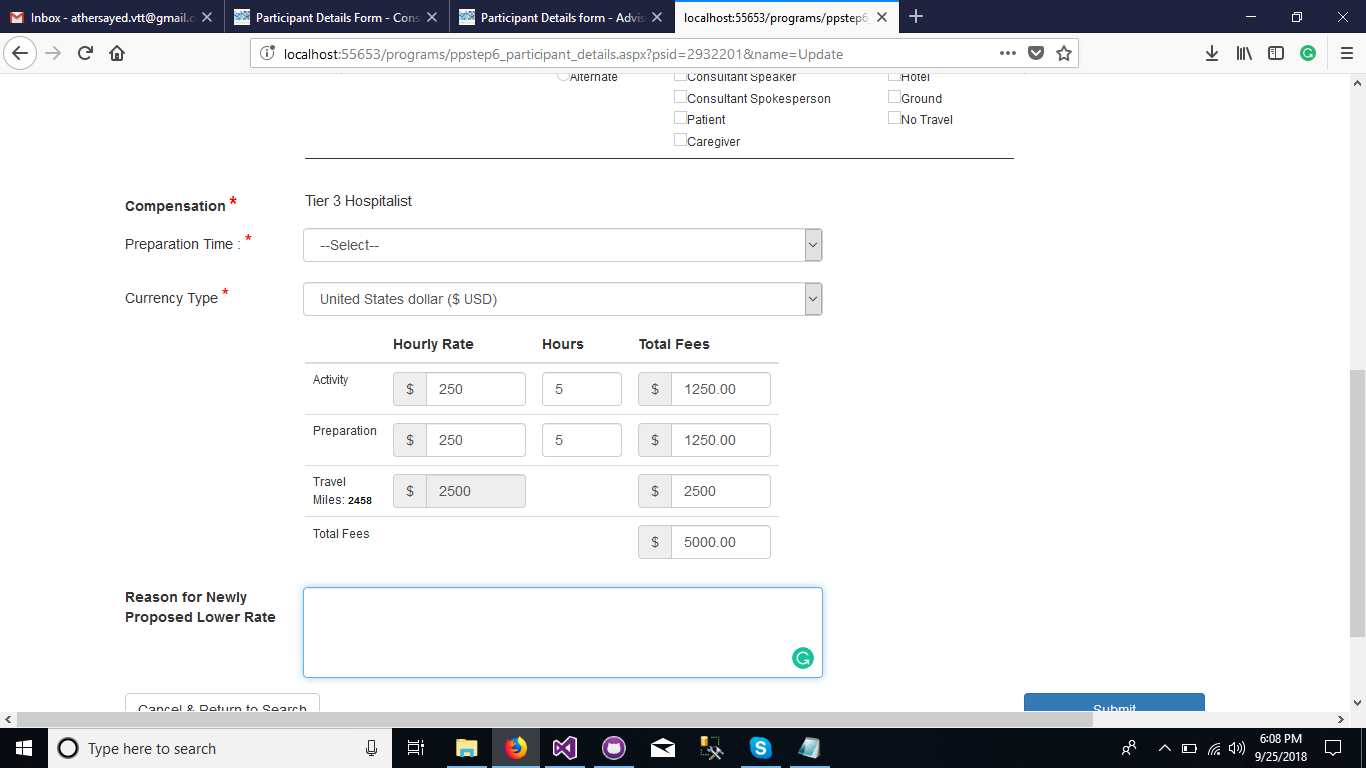 Inbox - athersayed.vtt@gmail.c
Participant Details Form - Cons
Participant Details form - Advis
localhost:55653/programs/ppstep6_
localhost:55653/programs/ppstep6_participant_details.aspx?psid=2932201&name=Update
Alternate
Consultant Speaker
Hotel
Consultant Spokesperson
Ground
Patient
No Travel
Caregiver
Compensation *
Tier 3 Hospitalist
Preparation Time : *
--Select--
Currency Type *
United States dollar ($ USD)
Hourly Rate Hours Total Fees
Activity $ 250 5 $ 1250.00
Preparation $ 250 5 $ 1250.00
Travel
Miles: 2458 $ 2500 $ 2500
Total Fees $ 5000.00
Reason for Newly
Proposed Lower Rate
Cancel & Return to Search
Submit
Type here to search
6:08 PM
9/25/2018